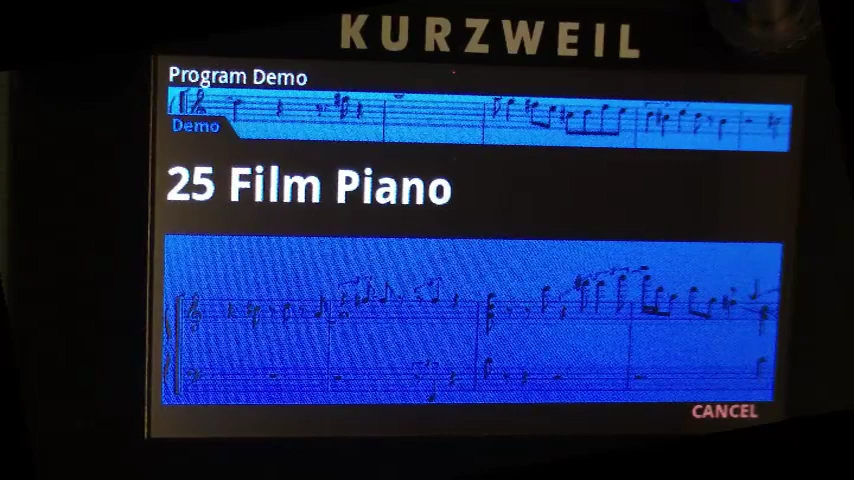 KURZWEIL
Program Demo
Demo
25 Film Piano
CANCEL